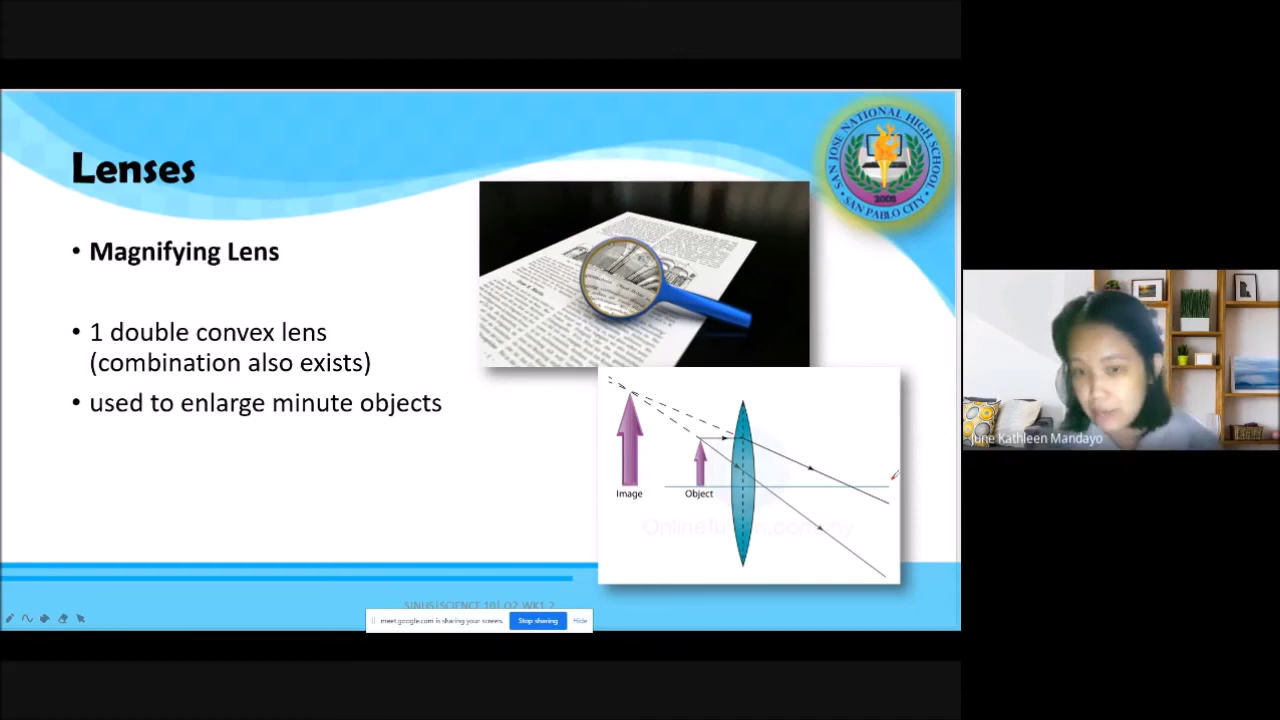 Lenses
• Magnifying Lens
• 1 double convex lens
(combination also exists)
• used to enlarge minute objects
SAN JOSE NATIONAL HIGH SCHOOL
2008
• SAN PABLO CITY •
Image
Object
June Kathleen Mandayo
meet.google.com is sharing your screen.
Stop sharing
Hide